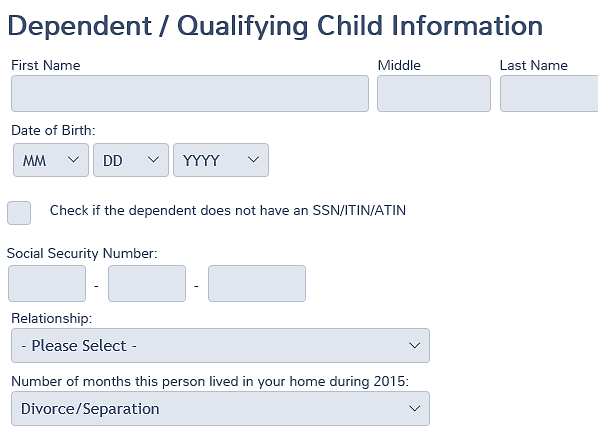 Dependent / Qualifying Child Information
First Name Middle Last Name
Date of Birth:
MM DD YYYY
Check if the dependent does not have an SSN/ITIN/ATIN
Social Security Number:
- -
Relationship:
- Please Select -
Number of months this person lived in your home during 2015:
Divorce/Separation